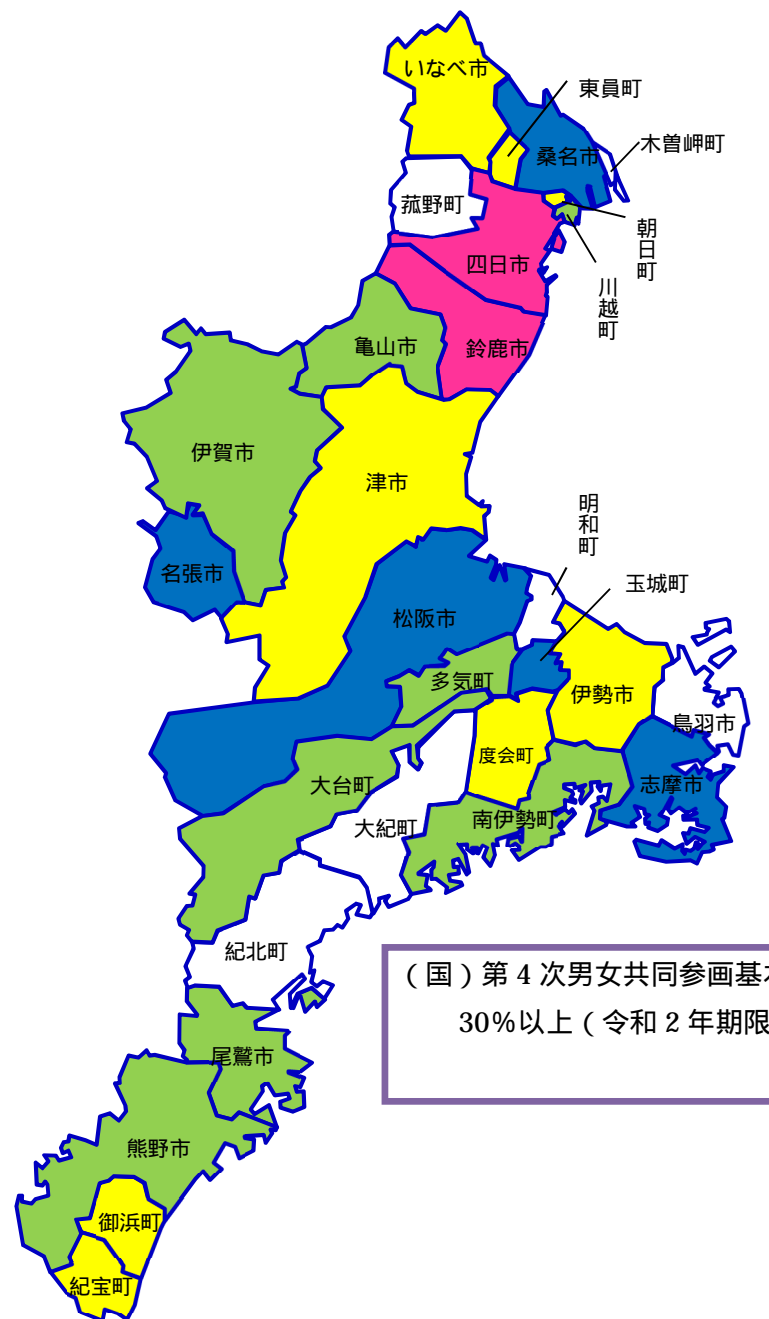 いなべ市
東員町
桑名市
木曽岬町
菰野町
朝日町
四日市
川越町
亀山市
鈴鹿市
伊賀市
津市
明和町
名張市
玉城町
松阪市
多気町
伊勢市
鳥羽市
度会町
志摩市
大台町
南伊勢町
大紀町
紀北町
(国)第4次男女共同参画基
30%以上(令和2年期限
尾鷲市
熊野市
御浜町
紀宝町